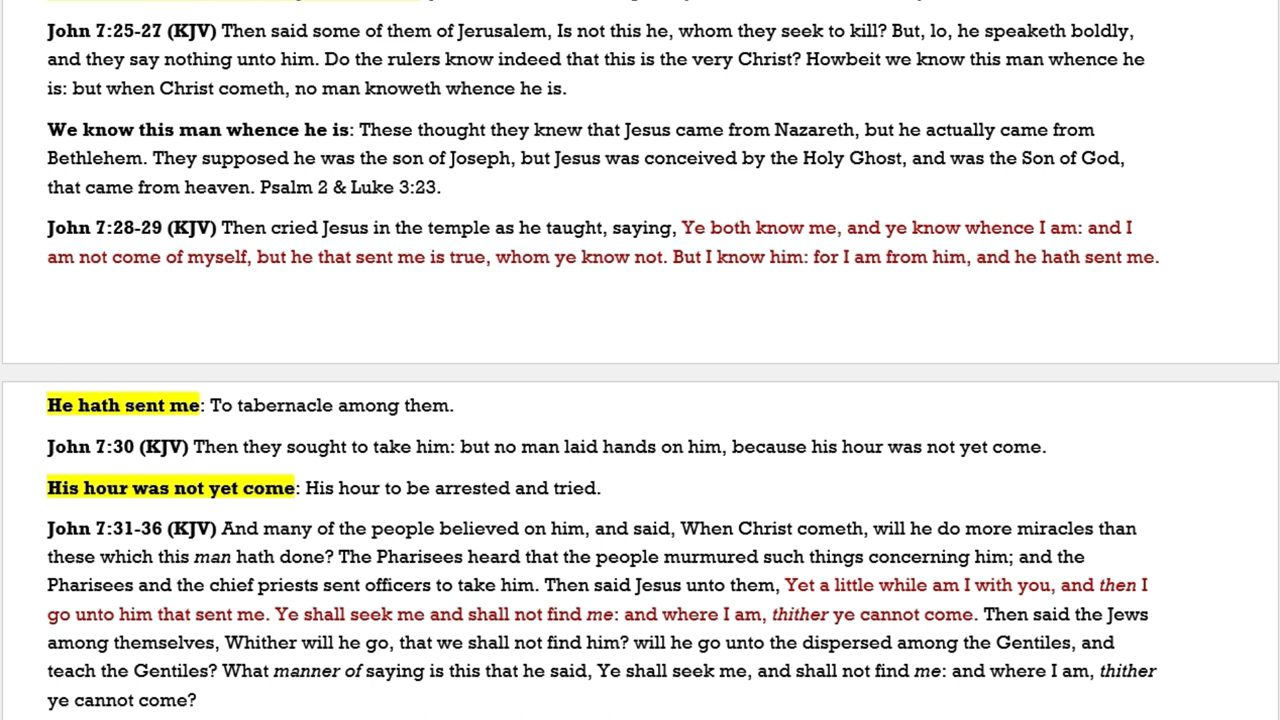 John 7:25-27 (KJV) Then said some of them of Jerusalem, Is not this he, whom they seek to kill? But, lo, he speaketh boldly,
and they say nothing unto him. Do the rulers know indeed that this is the very Christ? Howbeit we know this man whence he
is: but when Christ cometh, no man knoweth whence he is.
We know this man whence he is: These thought they knew that Jesus came from Nazareth, but he actually came from
Bethlehem. They supposed he was the son of Joseph, but Jesus was conceived by the Holy Ghost, and was the Son of God,
that came from heaven. Psalm 2 & Luke 3:23.
John 7:28-29 (KJV) Then cried Jesus in the temple as he taught, saying, Ye both know me, and ye know whence I am: and I
am not come of myself, but he that sent me is true, whom ye know not. But I know him: for I am from him, and he hath sent me.
He hath sent me: To tabernacle among them.
John 7:30 (KJV) Then they sought to take him: but no man laid hands on him, because his hour was not yet come.
His hour was not yet come: His hour to be arrested and tried.
John 7:31-36 (KJV) And many of the people believed on him, and said, When Christ cometh, will he do more miracles than
these which this man hath done? The Pharisees heard that the people murmured such things concerning him; and the
Pharisees and the chief priests sent officers to take him. Then said Jesus unto them, Yet a little while am I with you, and then I
go unto him that sent me. Ye shall seek me and shall not find me: and where I am, thither ye cannot come. Then said the Jews
among themselves, Whither will he go, that we shall not find him? will he go unto the dispersed among the Gentiles, and
teach the Gentiles? What manner of saying is this that he said, Ye shall seek me, and shall not find me: and where I am, thither
ye cannot come?